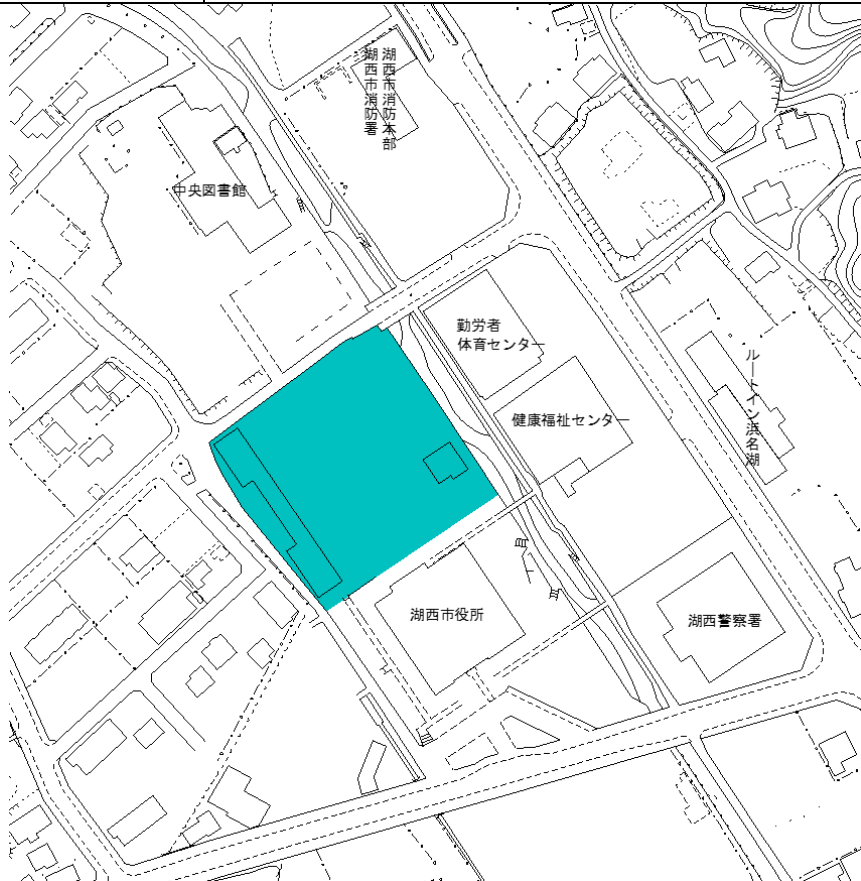 湖西市消防本部
湖西市消防署
中央図書館
勤労者
体育センター
健康福祉センター
ルートイン浜名湖
湖西市役所
湖西警察署